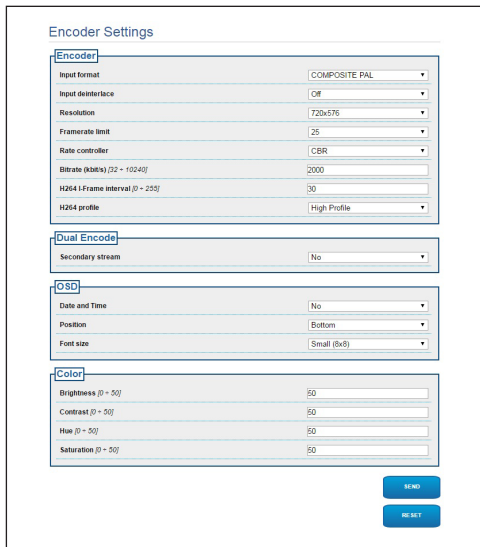 Encoder Settings
Encoder
Input format COMPOSITE PAL
Input deinterlace Off
Resolution 720x576
Framerate limit 25
Rate controller CBR
Bitrate (kbit/s) [32 ÷ 10240] 2000
H264 I-Frame interval [0 ÷ 255] 30
H264 profile High Profile
Dual Encode
Secondary stream No
OSD
Date and Time No
Position Bottom
Font size Small (8x8)
Color
Brightness [0 ÷ 50] 50
Contrast [0 ÷ 50] 50
Hue [0 ÷ 50] 50
Saturation [0 ÷ 50] 50
SEND
RESET